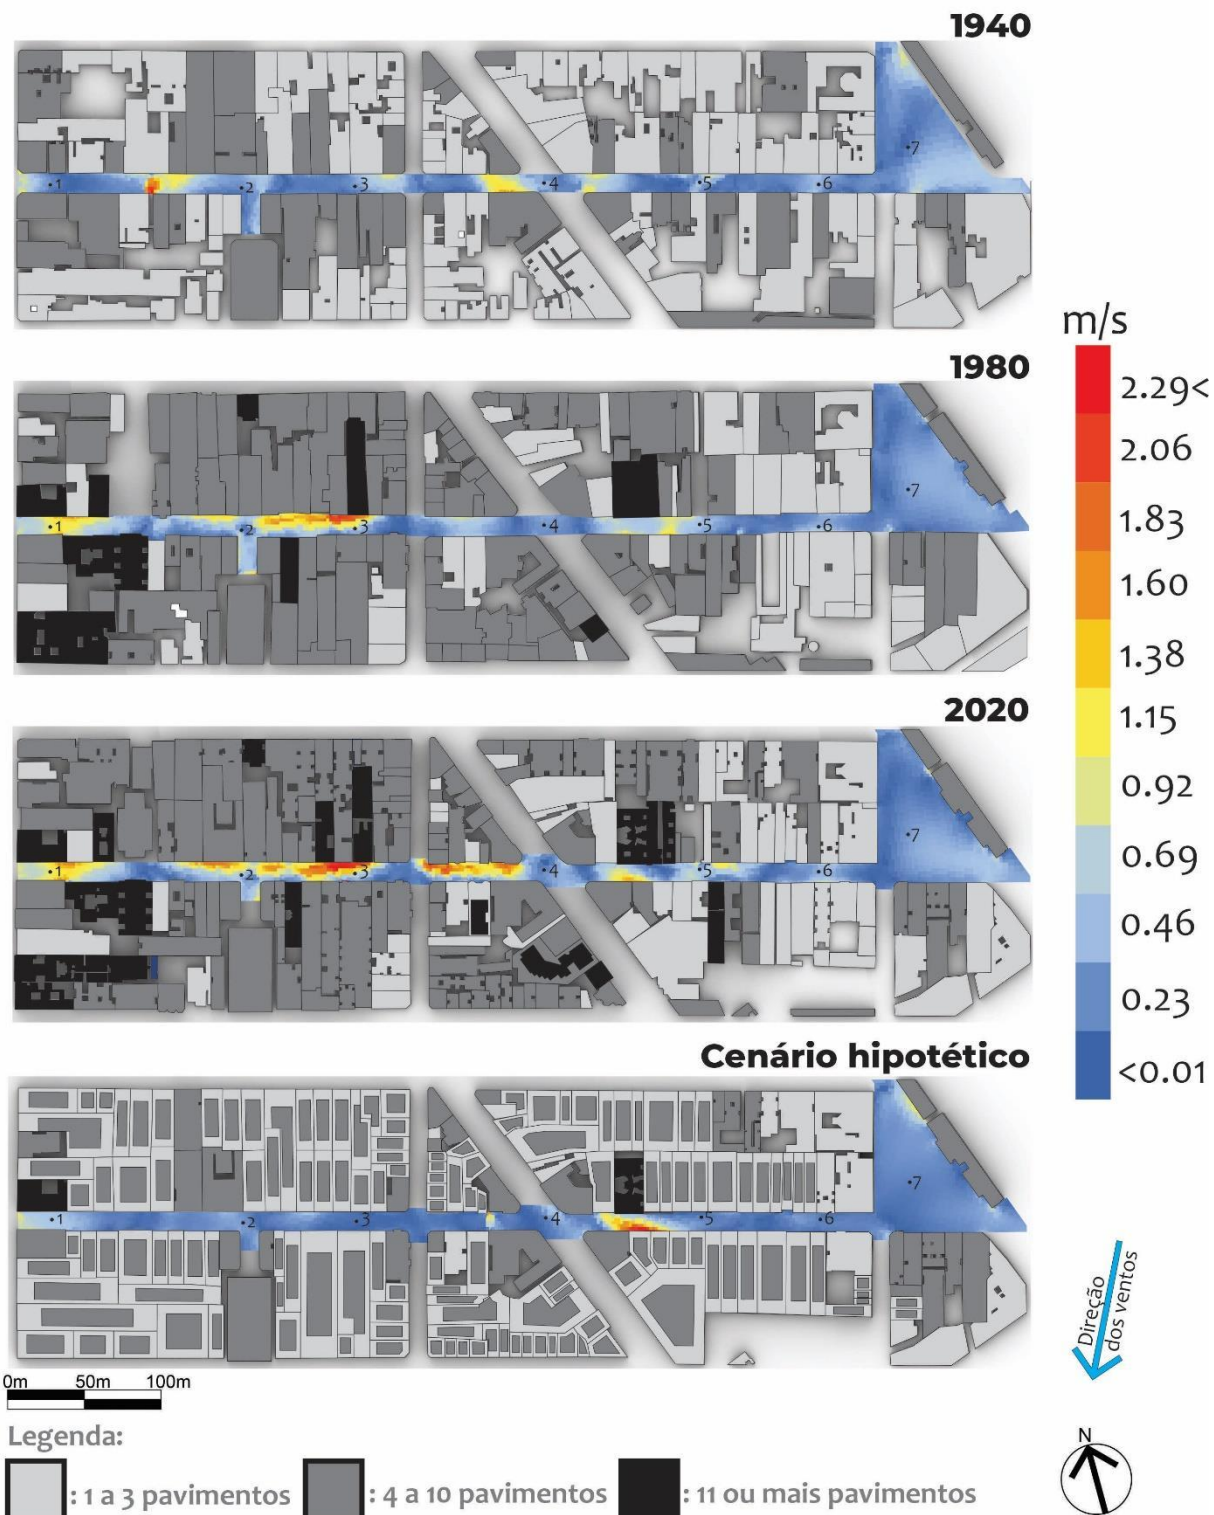 1940
1 2 3 4 5 6 7
1980
1 2 3 4 5 6 7
2020
1 2 3 4 5 6 7
Cenário hipotético
1 2 3 4 5 6 7
m/s
2.29<
2.06
1.83
1.60
1.38
1.15
0.92
0.69
0.46
0.23
<0.01
Direção
dos ventos
N
0m 50m 100m
Legenda:
: 1 a 3 pavimentos : 4 a 10 pavimentos : 11 ou mais pavimentos